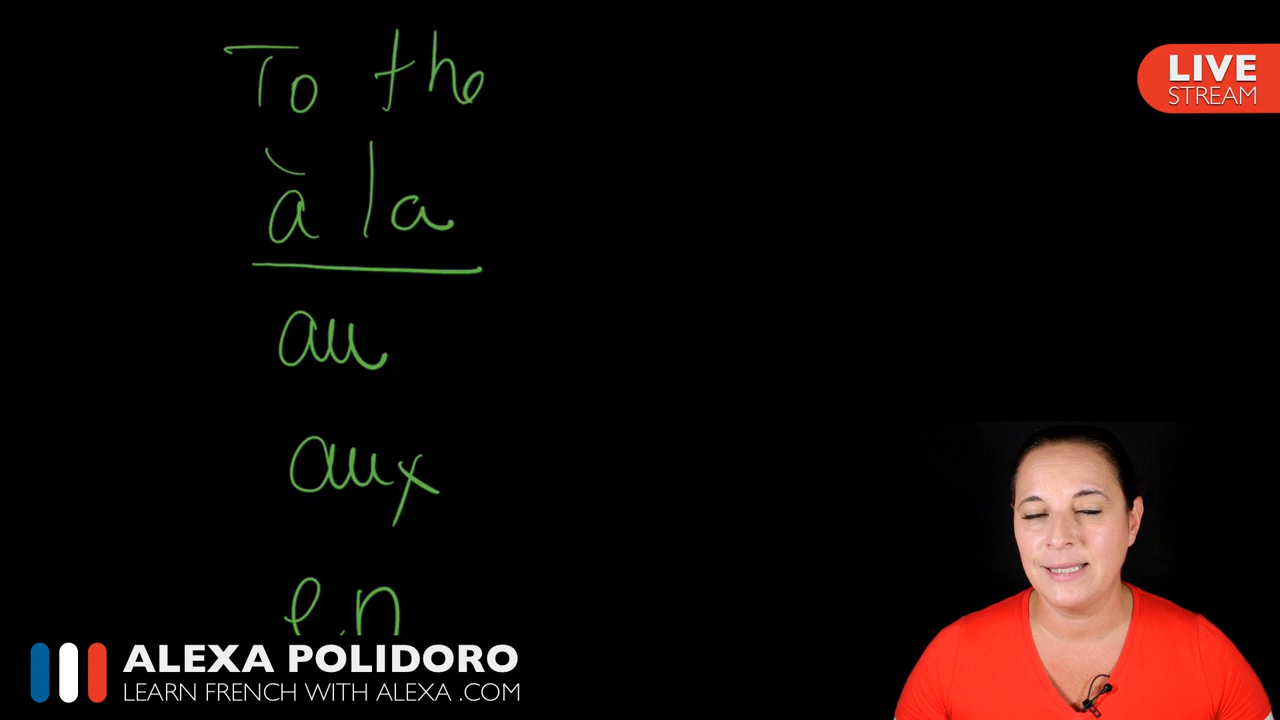 To the
à la
au
aux
en
LIVE
STREAM
ALEXA POLIDORO
LEARN FRENCH WITH ALEXA .COM